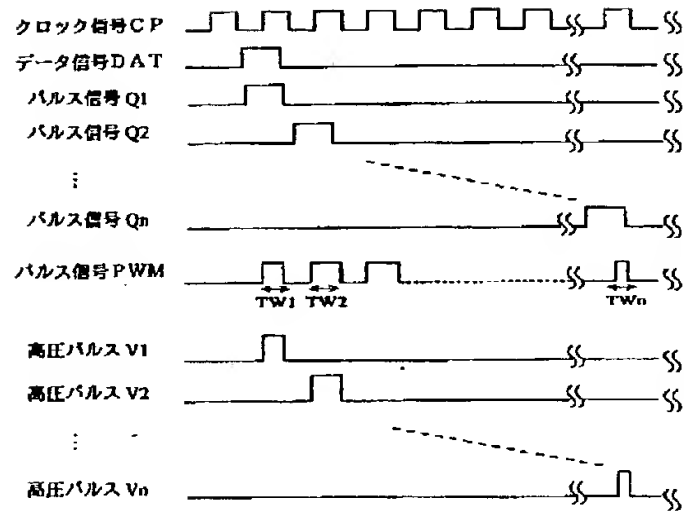 クロック信号CP
データ信号DAT
パルス信号Q1
パルス信号Q2
⋮
パルス信号Qn
パルス信号PWM
TW1 TW2 TWn
高圧パルスV1
高圧パルスV2
⋮
高圧パルスVn